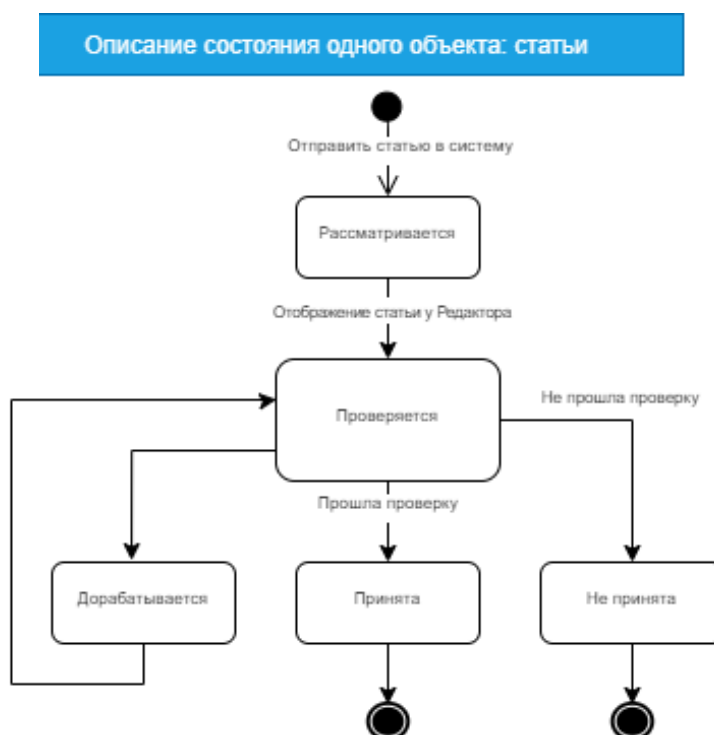 Описание состояния одного объекта: статьи
Отправить статью в систему
Рассматривается
Отображение статьи у Редактора
Не прошла проверку
Проверяется
Прошла проверку
Дорабатывается
Принята
Не принята